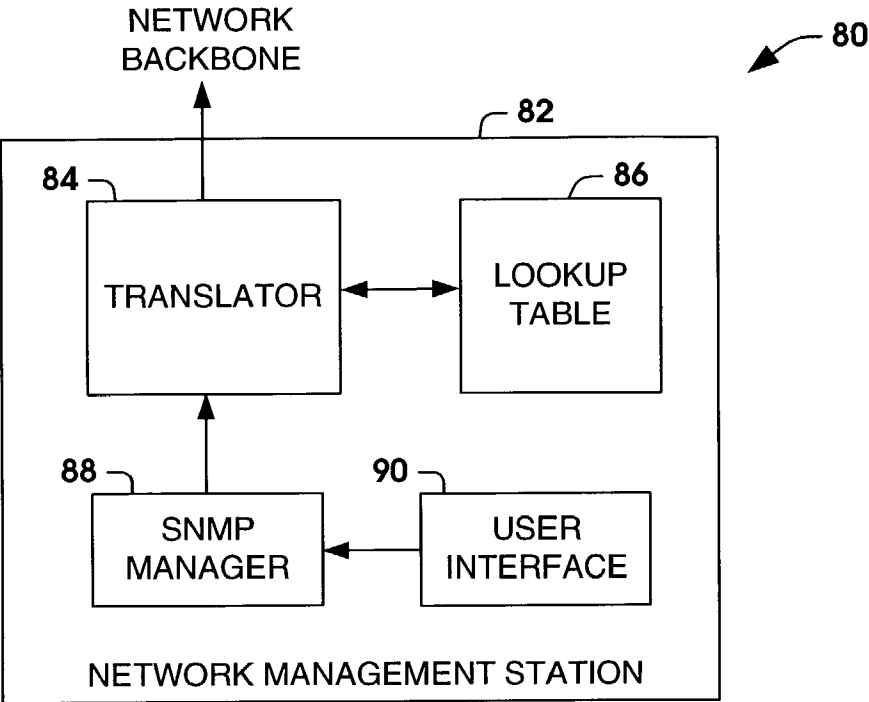 NETWORK
BACKBONE
80
82
84
86
TRANSLATOR
LOOKUP
TABLE
88
90
SNMP
MANAGER
USER
INTERFACE
NETWORK MANAGEMENT STATION